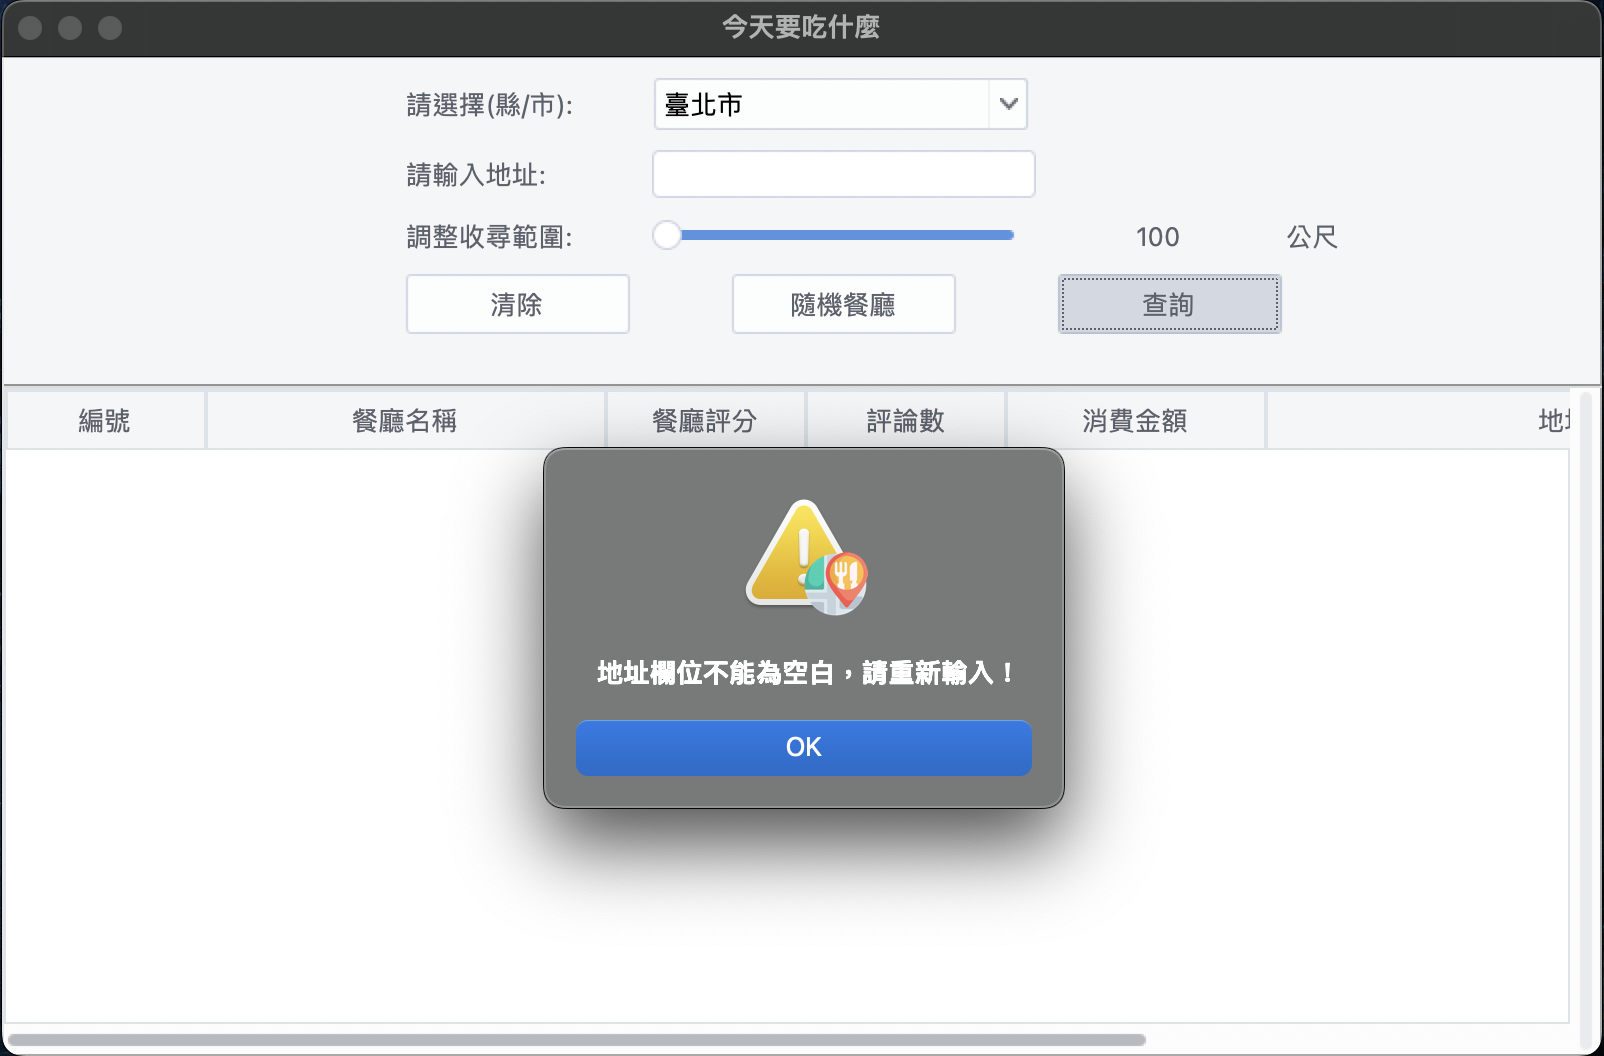 今天要吃什麼
請選擇(縣/市): 臺北市
請輸入地址:
調整收尋範圍: 100 公尺
清除 隨機餐廳 查詢
編號 餐廳名稱 餐廳評分 評論數 消費金額 地
地址欄位不能為空白，請重新輸入！
OK